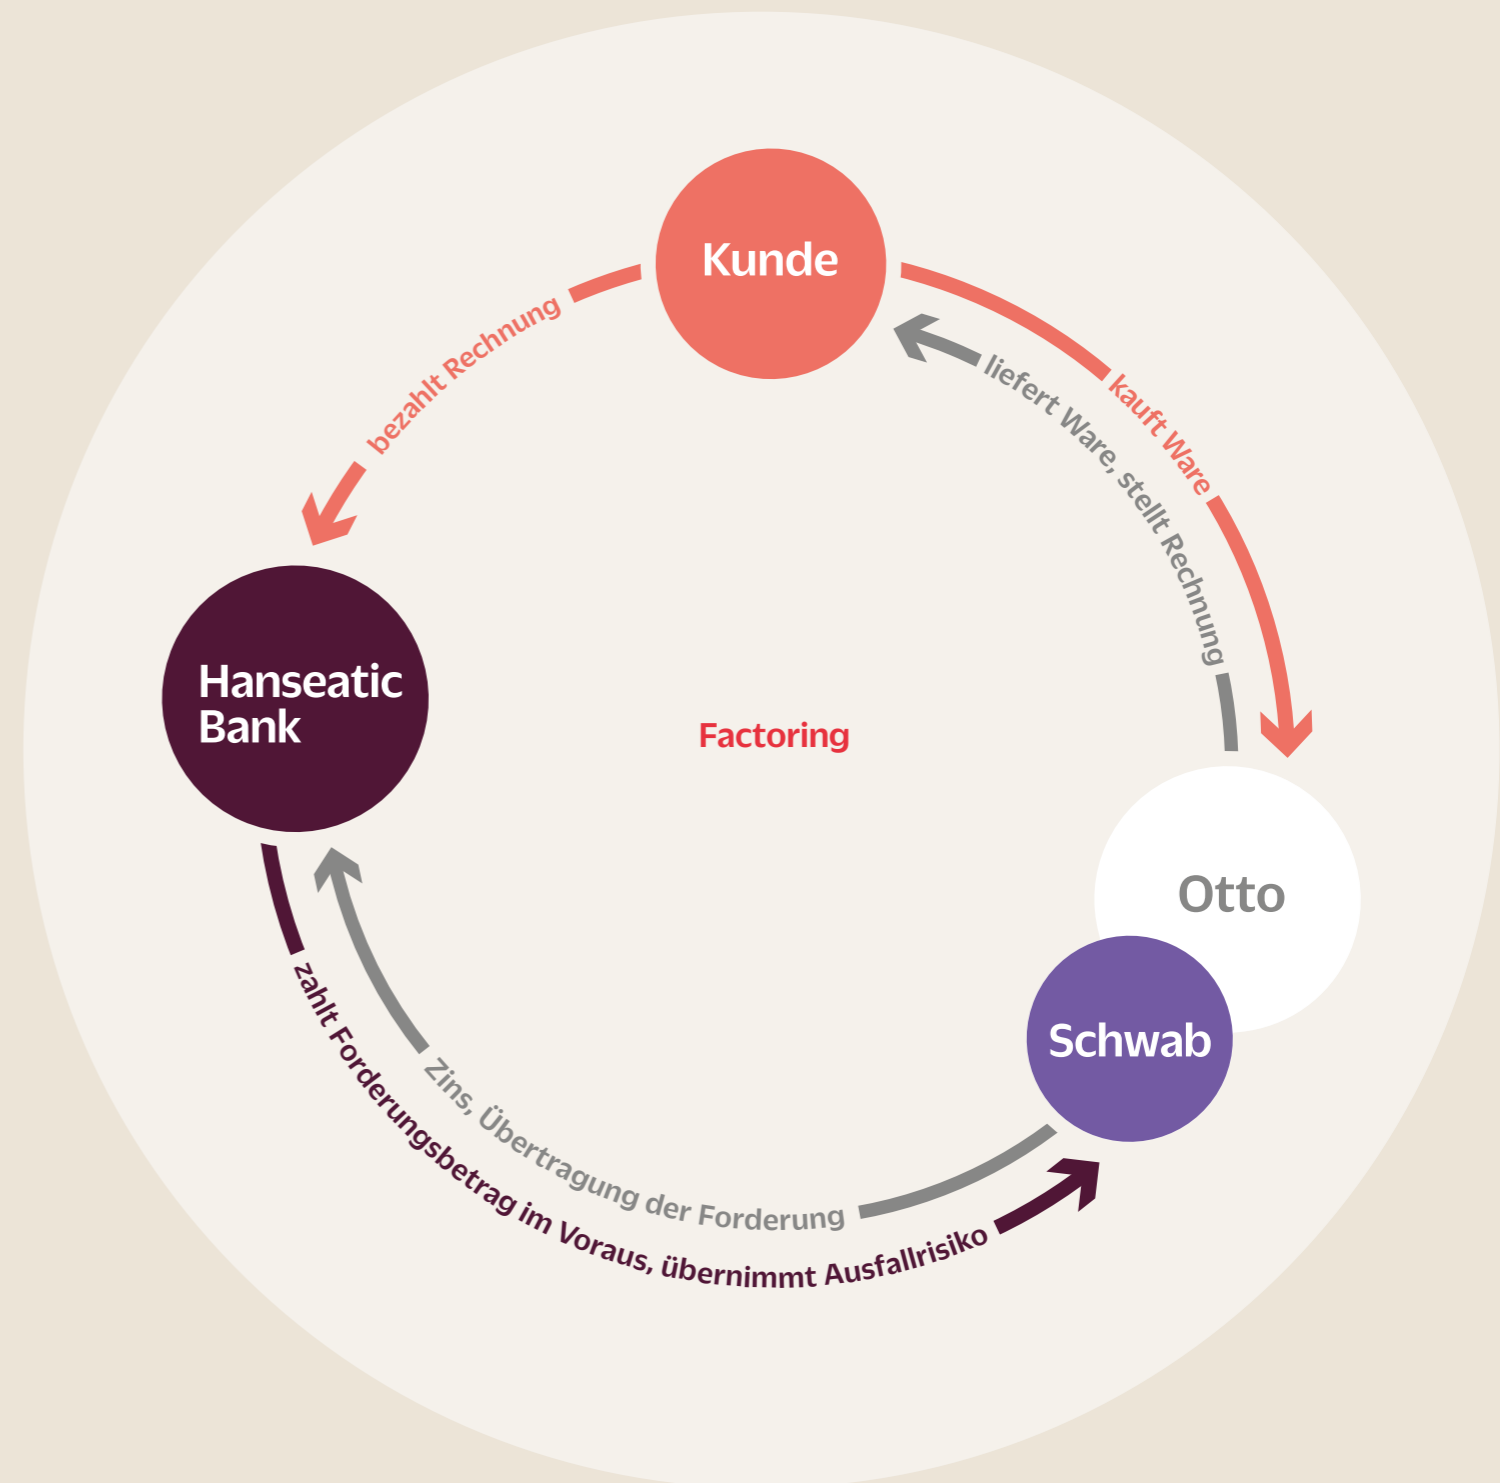 Kunde
bezahlt Rechnung
kauft Ware
liefert Ware, stellt Rechnung
Hanseatic
Bank
Factoring
Otto
Schwab
Zins, Übertragung der Forderung
zahlt Forderungsbetrag im Voraus, übernimmt Ausfallrisiko